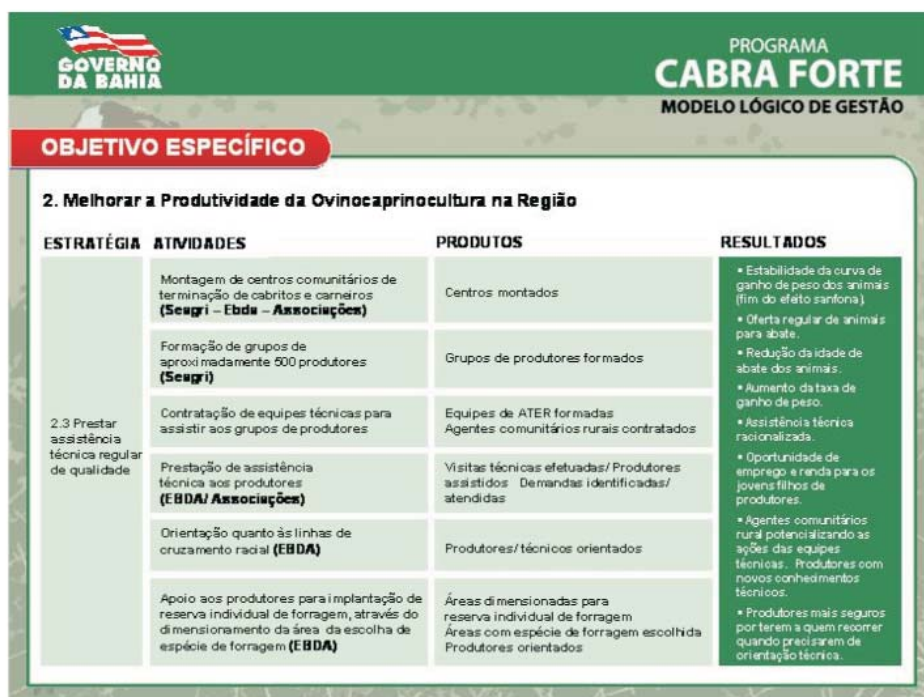 GOVERNO
DA BAHIA
PROGRAMA
CABRA FORTE
MODELO LÓGICO DE GESTÃO
OBJETIVO ESPECÍFICO
2. Melhorar a Produtividade da Ovinocaprinocultura na Região
ESTRATÉGIA
ATIVIDADES
PRODUTOS
RESULTADOS
2.3 Prestar
assistência
técnica regular
de qualidade
Montagem de centros comunitários de
terminação de cabritos e carneiros
(Seagri – Ebda – Associações)
Centros montados
Formação de grupos de
aproximadamente 500 produtores
(Seagri)
Grupos de produtores formados
Contratação de equipes técnicas para
assistir aos grupos de produtores
Equipes de ATER formadas
Agentes comunitários rurais contratados
Prestação de assistência
técnica aos produtores
(EBDA/ Associações)
Visitas técnicas efetuadas/ Produtores
assistidos Demandas identificadas/
atendidas
Orientação quanto às linhas de
cruzamento racial (EBDA)
Produtores/técnicos orientados
Apoio aos produtores para implantação de
reserva individual de forragem, através do
dimensionamento da área da escolha de
espécie de forragem (EBDA)
Áreas dimensionadas para
reserva individual de forragem
Áreas com espécie de forragem escolhida
Produtores orientados
• Estabilidade da curva de
ganho de peso dos animais
(fim do efeito sanfona).
• Oferta regular de animais
para abate.
• Redução da idade de
abate dos animais.
• Aumento da taxa de
ganho de peso.
• Assistência técnica
racionalizada.
• Oportunidade de
emprego e renda para os
jovens filhos de
produtores.
• Agentes comunitários
rural potencializando as
ações das equipes
técnicas. Produtores com
novos conhecimentos
técnicos.
• Produtores mais seguros
por terem a quem recorrer
quando precisarem de
orientação técnica.